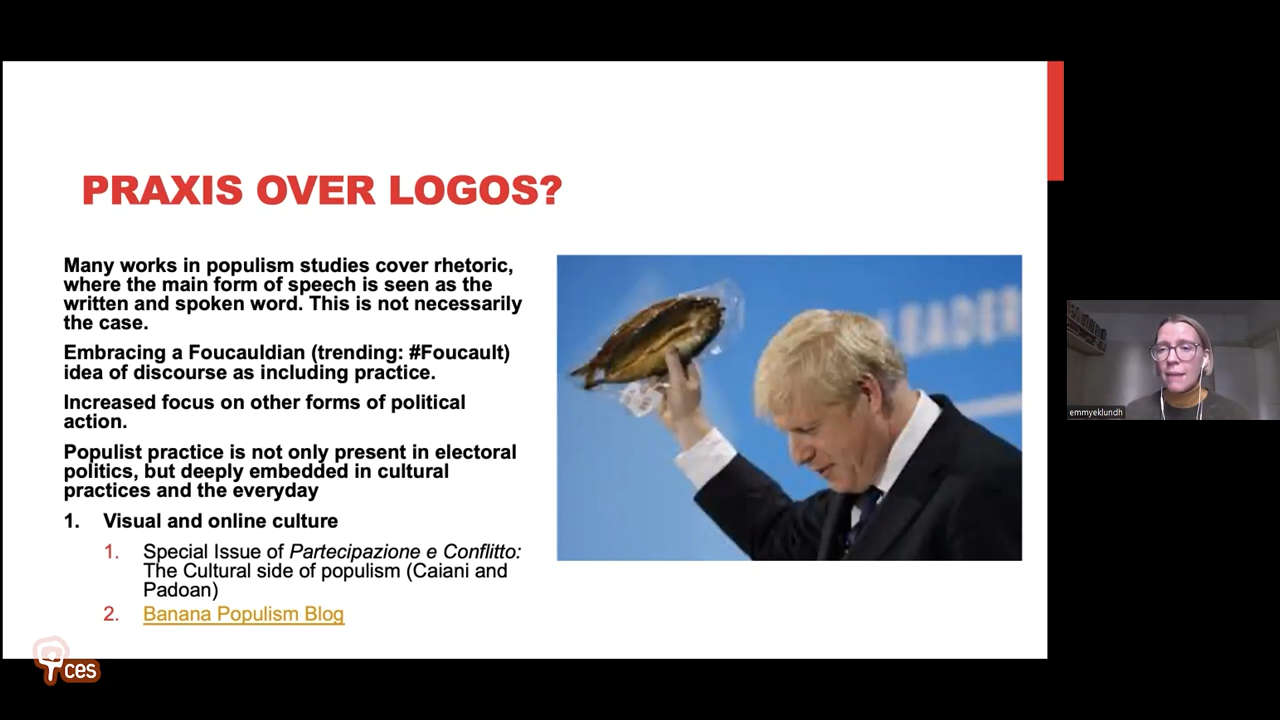 PRAXIS OVER LOGOS?
Many works in populism studies cover rhetoric,
where the main form of speech is seen as the
written and spoken word. This is not necessarily
the case.
Embracing a Foucauldian (trending: #Foucault)
idea of discourse as including practice.
Increased focus on other forms of political
action.
Populist practice is not only present in electoral
politics, but deeply embedded in cultural
practices and the everyday
1. Visual and online culture
1. Special Issue of Partecipazione e Conflitto:
The Cultural side of populism (Caiani and
Padoan)
2. Banana Populism Blog
LEADER
emmyeklundh
ces